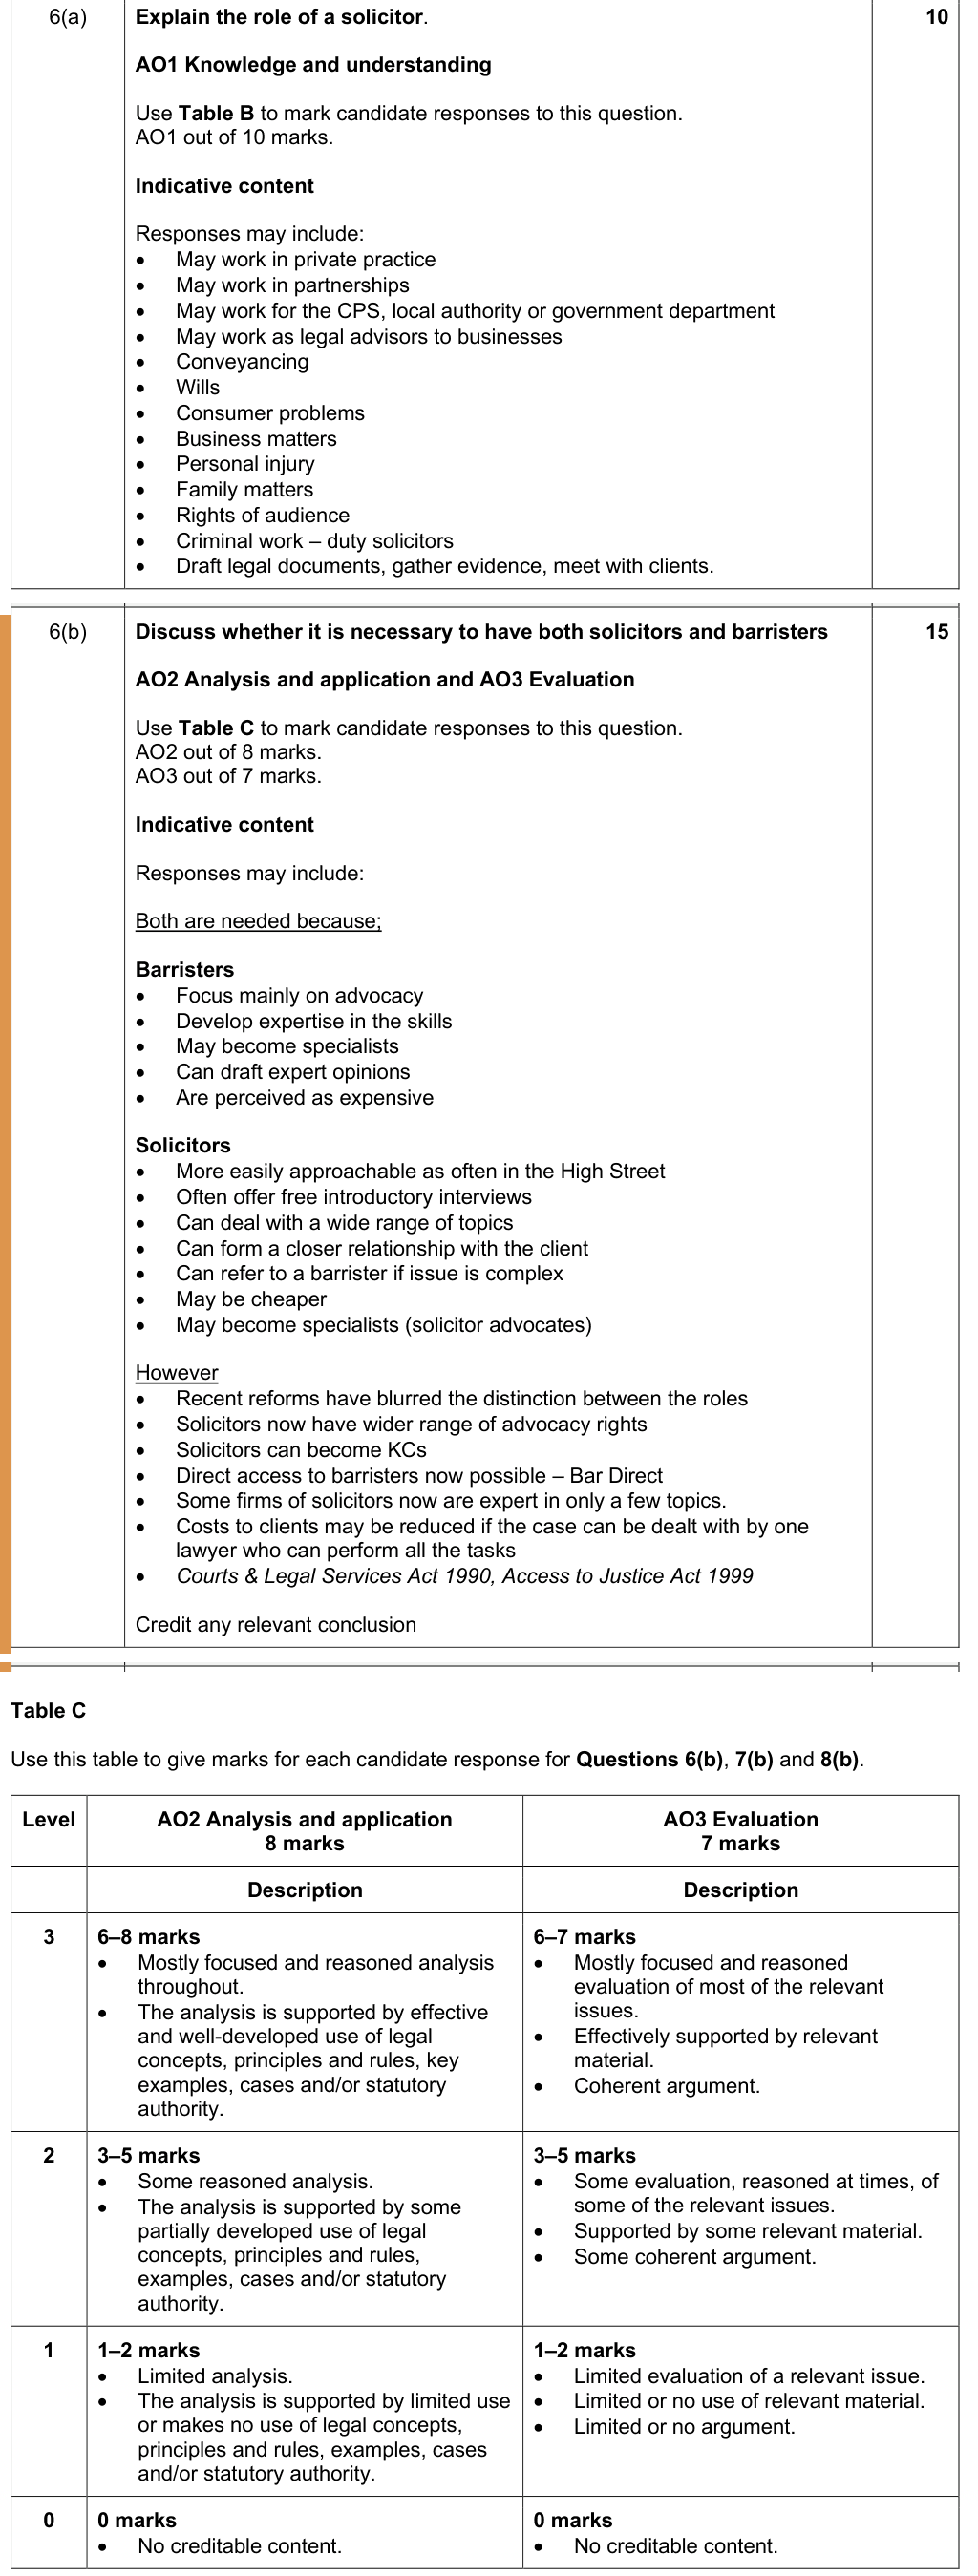 6(a) Explain the role of a solicitor. 10
AO1 Knowledge and understanding
Use Table B to mark candidate responses to this question.
AO1 out of 10 marks.
Indicative content
Responses may include:
• May work in private practice
• May work in partnerships
• May work for the CPS, local authority or government department
• May work as legal advisors to businesses
• Conveyancing
• Wills
• Consumer problems
• Business matters
• Personal injury
• Family matters
• Rights of audience
• Criminal work – duty solicitors
• Draft legal documents, gather evidence, meet with clients.
6(b) Discuss whether it is necessary to have both solicitors and barristers 15
AO2 Analysis and application and AO3 Evaluation
Use Table C to mark candidate responses to this question.
AO2 out of 8 marks.
AO3 out of 7 marks.
Indicative content
Responses may include:
Both are needed because;
Barristers
• Focus mainly on advocacy
• Develop expertise in the skills
• May become specialists
• Can draft expert opinions
• Are perceived as expensive
Solicitors
• More easily approachable as often in the High Street
• Often offer free introductory interviews
• Can deal with a wide range of topics
• Can form a closer relationship with the client
• Can refer to a barrister if issue is complex
• May be cheaper
• May become specialists (solicitor advocates)
However
• Recent reforms have blurred the distinction between the roles
• Solicitors now have wider range of advocacy rights
• Solicitors can become KCs
• Direct access to barristers now possible – Bar Direct
• Some firms of solicitors now are expert in only a few topics.
• Costs to clients may be reduced if the case can be dealt with by one
lawyer who can perform all the tasks
• Courts & Legal Services Act 1990, Access to Justice Act 1999
Credit any relevant conclusion
Table C
Use this table to give marks for each candidate response for Questions 6(b), 7(b) and 8(b).
Level
AO2 Analysis and application
8 marks
AO3 Evaluation
7 marks
Description
Description
3
6–8 marks
• Mostly focused and reasoned analysis
throughout.
• The analysis is supported by effective
and well-developed use of legal
concepts, principles and rules, key
examples, cases and/or statutory
authority.
6–7 marks
• Mostly focused and reasoned
evaluation of most of the relevant
issues.
• Effectively supported by relevant
material.
• Coherent argument.
2
3–5 marks
• Some reasoned analysis.
• The analysis is supported by some
partially developed use of legal
concepts, principles and rules,
examples, cases and/or statutory
authority.
3–5 marks
• Some evaluation, reasoned at times, of
some of the relevant issues.
• Supported by some relevant material.
• Some coherent argument.
1
1–2 marks
• Limited analysis.
• The analysis is supported by limited use
or makes no use of legal concepts,
principles and rules, examples, cases
and/or statutory authority.
1–2 marks
• Limited evaluation of a relevant issue.
• Limited or no use of relevant material.
• Limited or no argument.
0
0 marks
• No creditable content.
0 marks
• No creditable content.